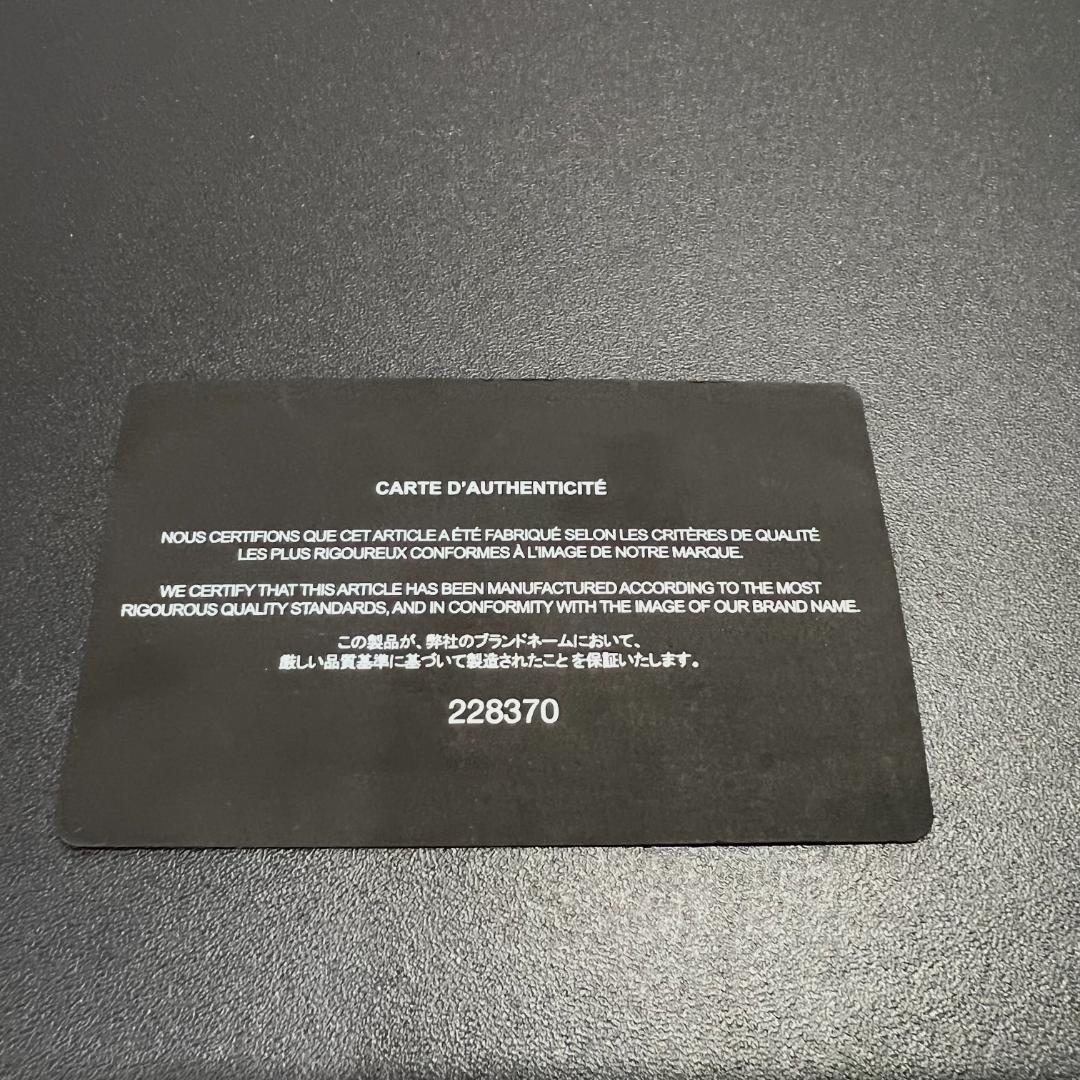 CARTE D'AUTHENTICITÉ
NOUS CERTIFIONS QUE CET ARTICLE A ÉTÉ FABRIQUÉ SELON LES CRITÈRES DE QUALITÉ
LES PLUS RIGOUREUX CONFORMES À L'IMAGE DE NOTRE MARQUE.
WE CERTIFY THAT THIS ARTICLE HAS BEEN MANUFACTURED ACCORDING TO THE MOST
RIGOUROUS QUALITY STANDARDS, AND IN CONFORMITY WITH THE IMAGE OF OUR BRAND NAME.
この製品が、弊社のブランドネームにおいて、
厳しい品質基準に基づいて製造されたことを保証いたします。
228370